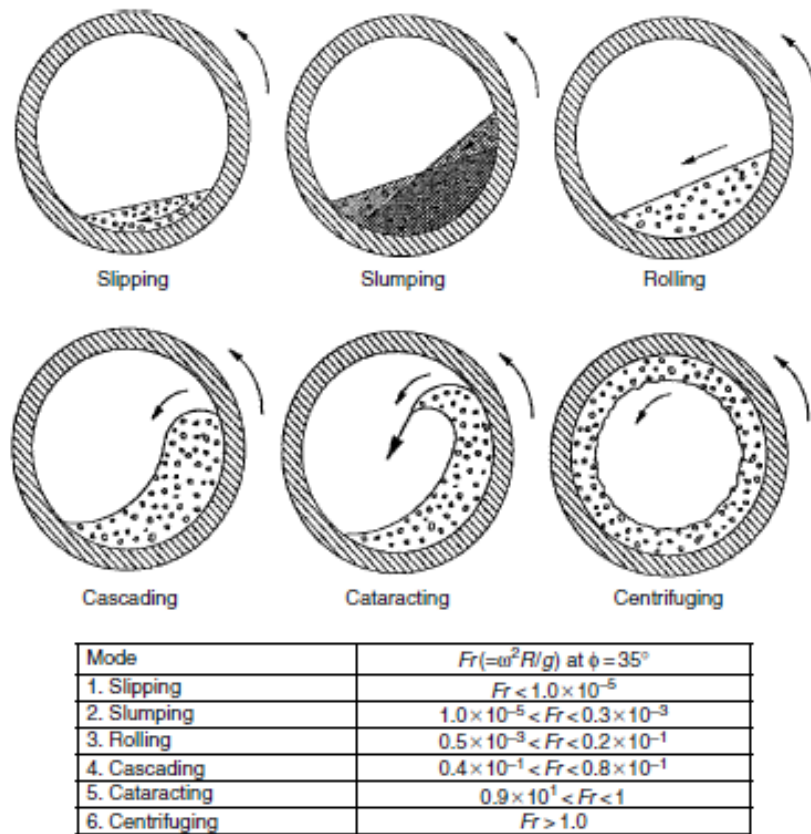 Slipping Slumping Rolling
Cascading Cataracting Centrifuging
Mode Fr(=ω²R/g) at ϕ = 35°
1. Slipping Fr < 1.0 × 10⁻⁵
2. Slumping 1.0 × 10⁻⁵ < Fr < 0.3 × 10⁻³
3. Rolling 0.5 × 10⁻³ < Fr < 0.2 × 10⁻¹
4. Cascading 0.4 × 10⁻¹ < Fr < 0.8 × 10⁻¹
5. Cataracting 0.9 × 10¹ < Fr < 1
6. Centrifuging Fr > 1.0